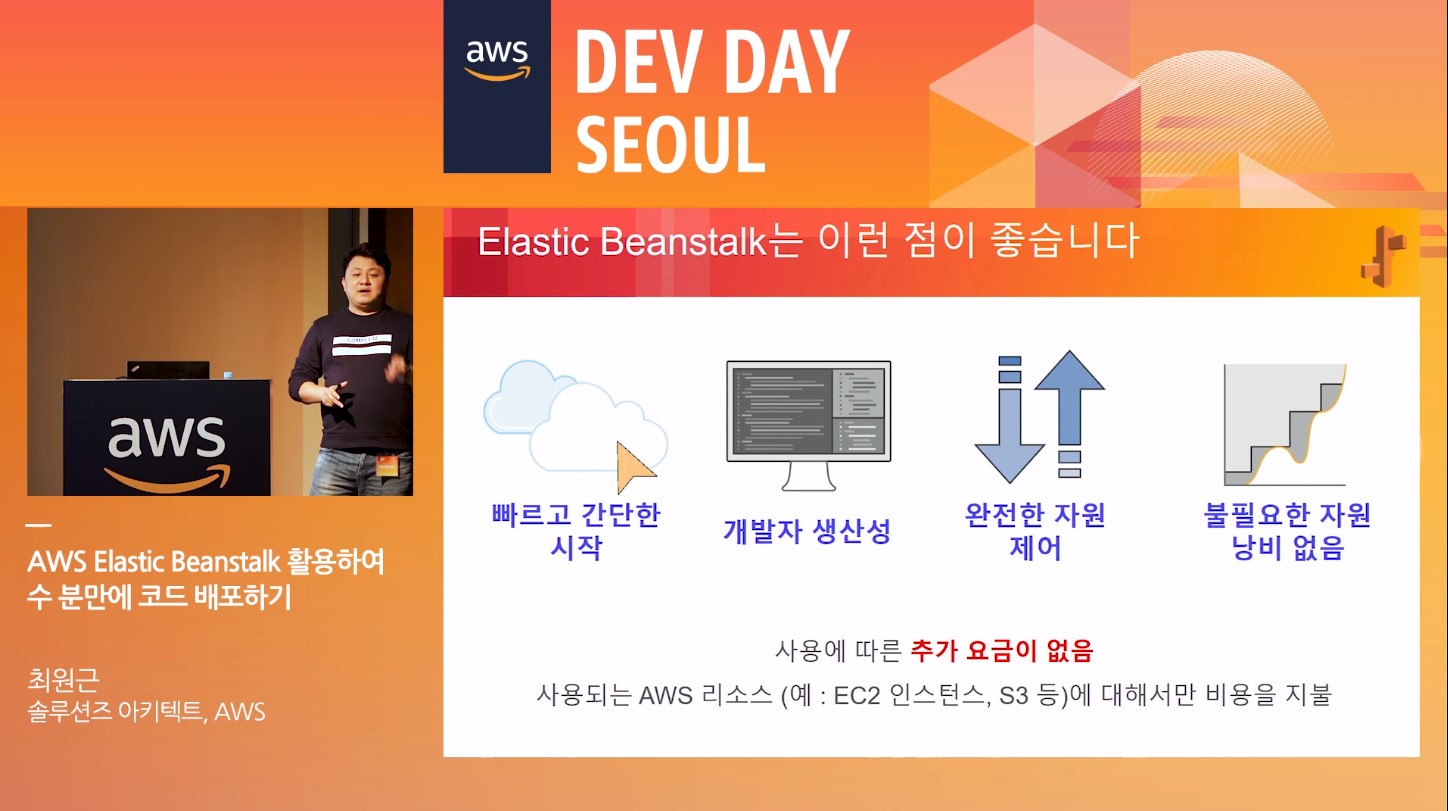 aws
DEV DAY
SEOUL
Elastic Beanstalk는 이런 점이 좋습니다
aws
빠르고 간단한
시작
개발자 생산성
완전한 자원
제어
불필요한 자원
낭비 없음
사용에 따른 추가 요금이 없음
사용되는 AWS 리소스 (예 : EC2 인스턴스, S3 등)에 대해서만 비용을 지불
AWS Elastic Beanstalk 활용하여
수 분만에 코드 배포하기
최원근
솔루션즈 아키텍트, AWS